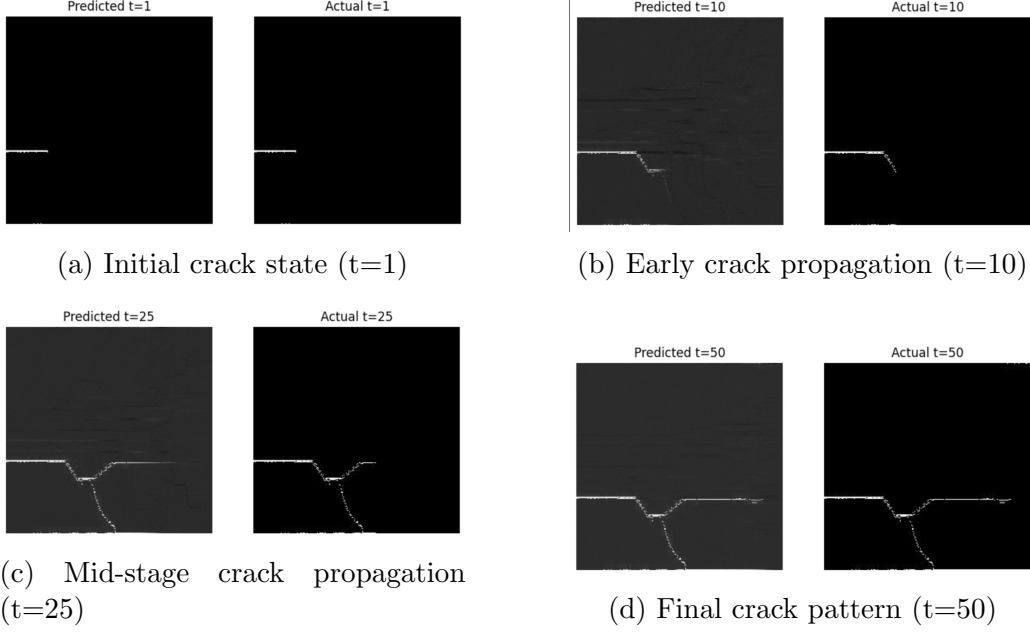 Predicted t=1
Actual t=1
(a) Initial crack state (t=1)
Predicted t=10
Actual t=10
(b) Early crack propagation (t=10)
Predicted t=25
Actual t=25
(c) Mid-stage crack propagation
(t=25)
Predicted t=50
Actual t=50
(d) Final crack pattern (t=50)